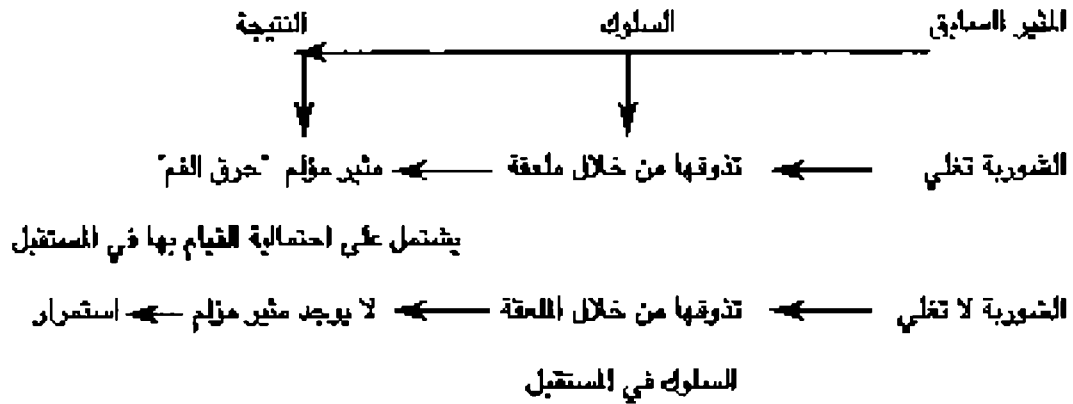 المثير السابق السلوك النتيجة
الشوربة تغلي تذوقها من خلال ملعقة مثير مؤلم "حرق الفم"
يشتمل على احتمالية القيام بها في المستقبل
الشوربة لا تغلي تذوقها من خلال الملعقة لا يوجد مثير مؤلم استمرار
السلوك في المستقبل